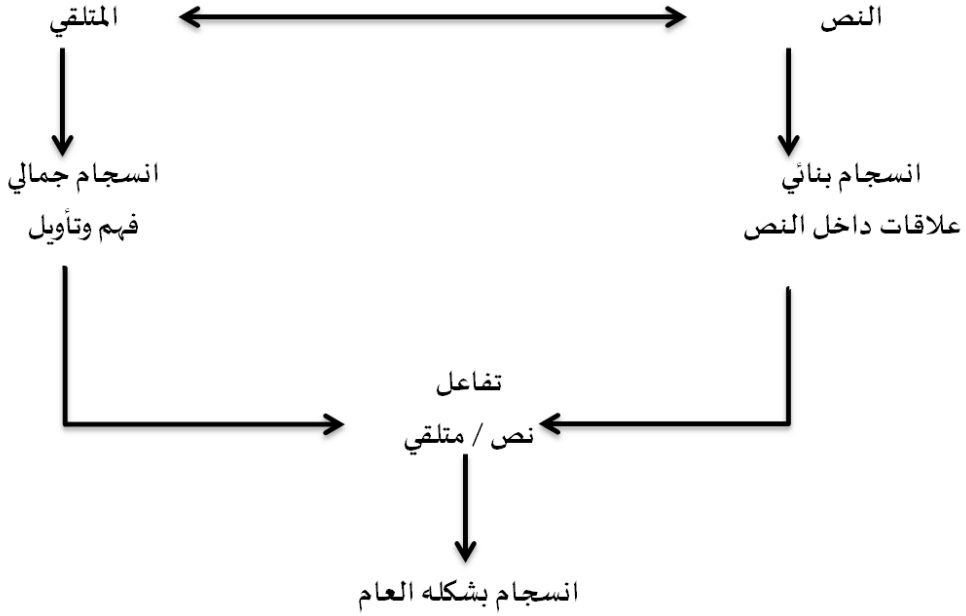 النص
المتلقي
انسجام بنائي
علاقات داخل النص
انسجام جمالي
فهم وتأويل
تفاعل
نص / متلقي
انسجام بشكله العام